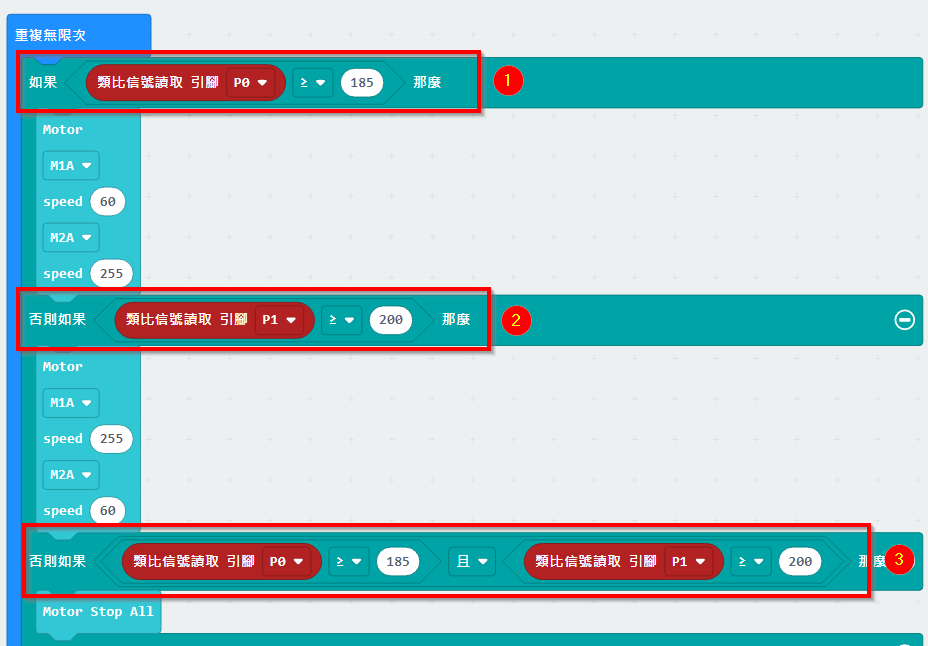 重複無限次
如果 類比信號讀取 引腳 P0 ≥ 185 那麼 1
Motor
M1A
speed 60
M2A
speed 255
否則如果 類比信號讀取 引腳 P1 ≥ 200 那麼 2
Motor
M1A
speed 255
M2A
speed 60
否則如果 類比信號讀取 引腳 P0 ≥ 185 且 類比信號讀取 引腳 P1 ≥ 200 那麼 3
Motor Stop All